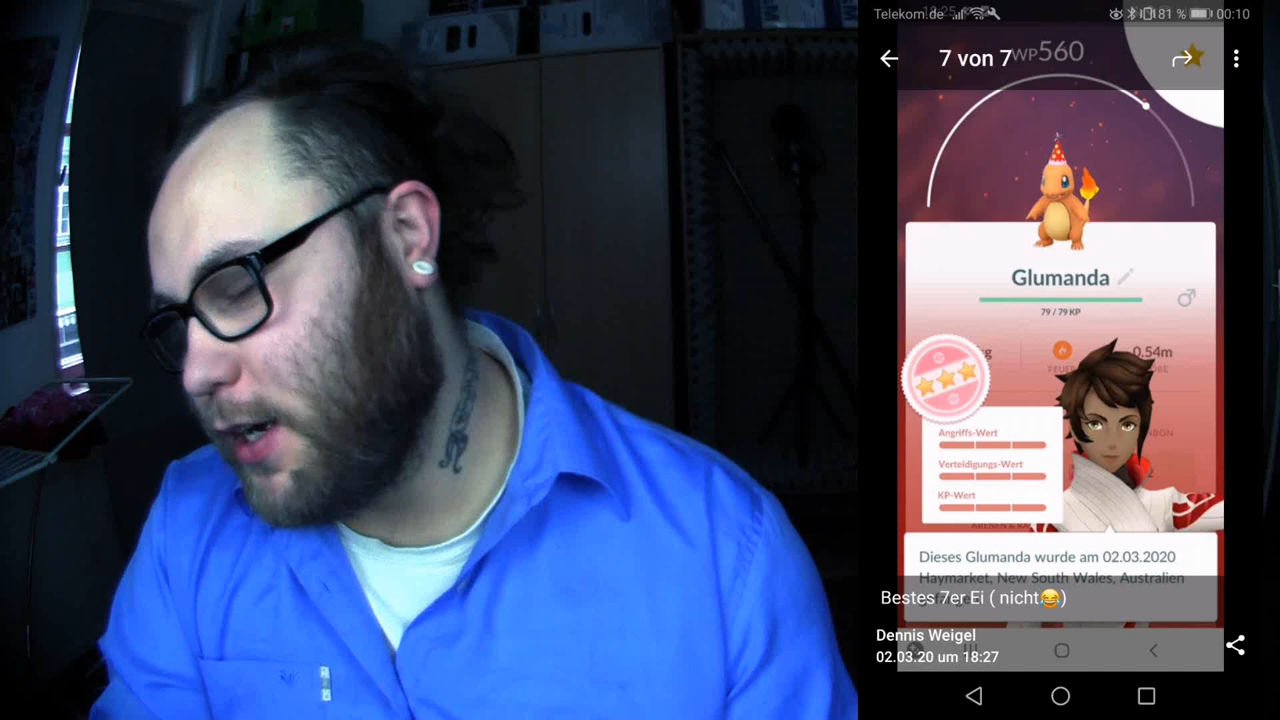 Telekom.de
81 %
00:10
7 von 7
WP560
Glumanda
79 / 79 KP
0,54m
Angriffs-Wert
Verteidigungs-Wert
KP-Wert
Dieses Glumanda wurde am 02.03.2020
Haymarket, New South Wales, Australien
Bestes 7er Ei ( nicht😂)
Dennis Weigel
02.03.20 um 18:27